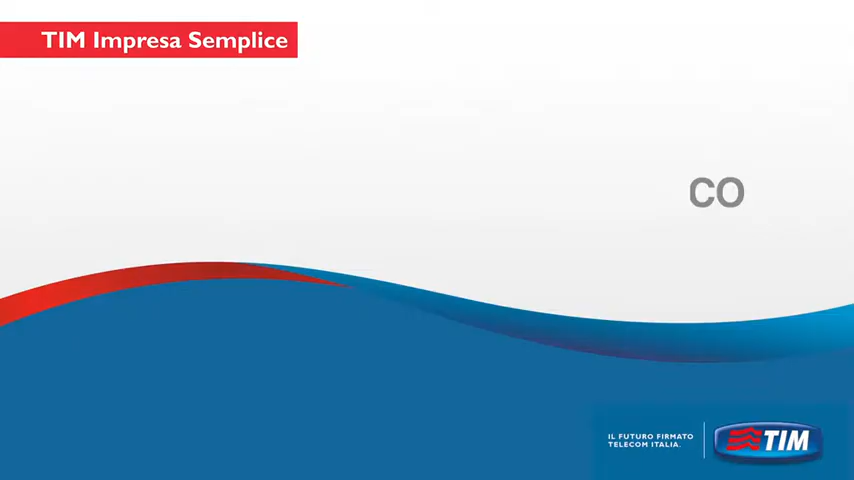 TIM Impresa Semplice
CO
IL FUTURO FIRMATO
TELECOM ITALIA.
TIM